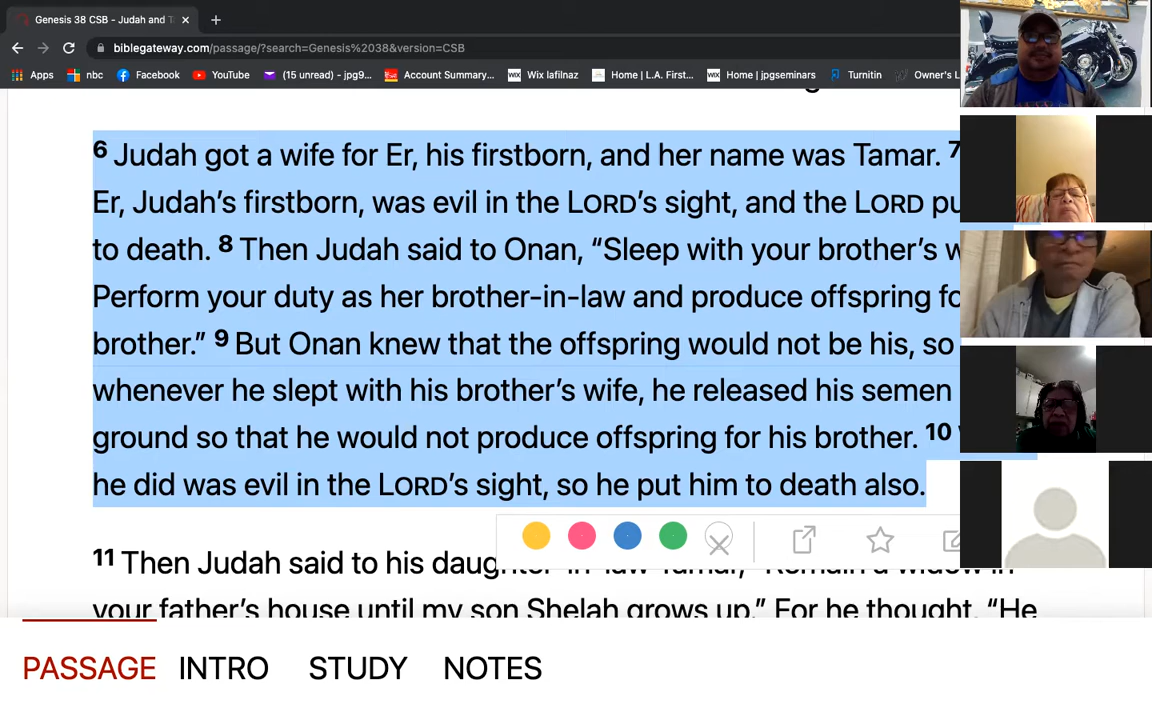 Genesis 38 CSB - Judah and T
biblegateway.com/passage/?search=Genesis%2038&version=CSB
Apps nbc Facebook YouTube (15 unread) - jpg9... Account Summary... Wix lafilnaz Home | L.A. First... Home | jpgseminars Turnitin Owner's L
6 Judah got a wife for Er, his firstborn, and her name was Tamar. 7
Er, Judah’s firstborn, was evil in the LORD’s sight, and the LORD pu
to death. 8 Then Judah said to Onan, “Sleep with your brother’s w
Perform your duty as her brother-in-law and produce offspring fo
brother.” 9 But Onan knew that the offspring would not be his, so
whenever he slept with his brother’s wife, he released his semen
ground so that he would not produce offspring for his brother. 10
he did was evil in the LORD’s sight, so he put him to death also.
11 Then Judah said to his daughter-in-law Tamar, “Remain a widow in
your father’s house until my son Shelah grows up.” For he thought, “He
PASSAGE INTRO STUDY NOTES